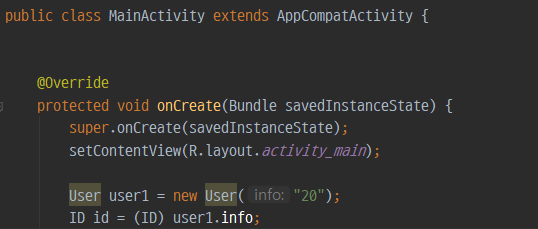 public class MainActivity extends AppCompatActivity {
@Override
protected void onCreate(Bundle savedInstanceState) {
super.onCreate(savedInstanceState);
setContentView(R.layout.activity_main);
User user1 = new User( info: "20");
ID id = (ID) user1.info;